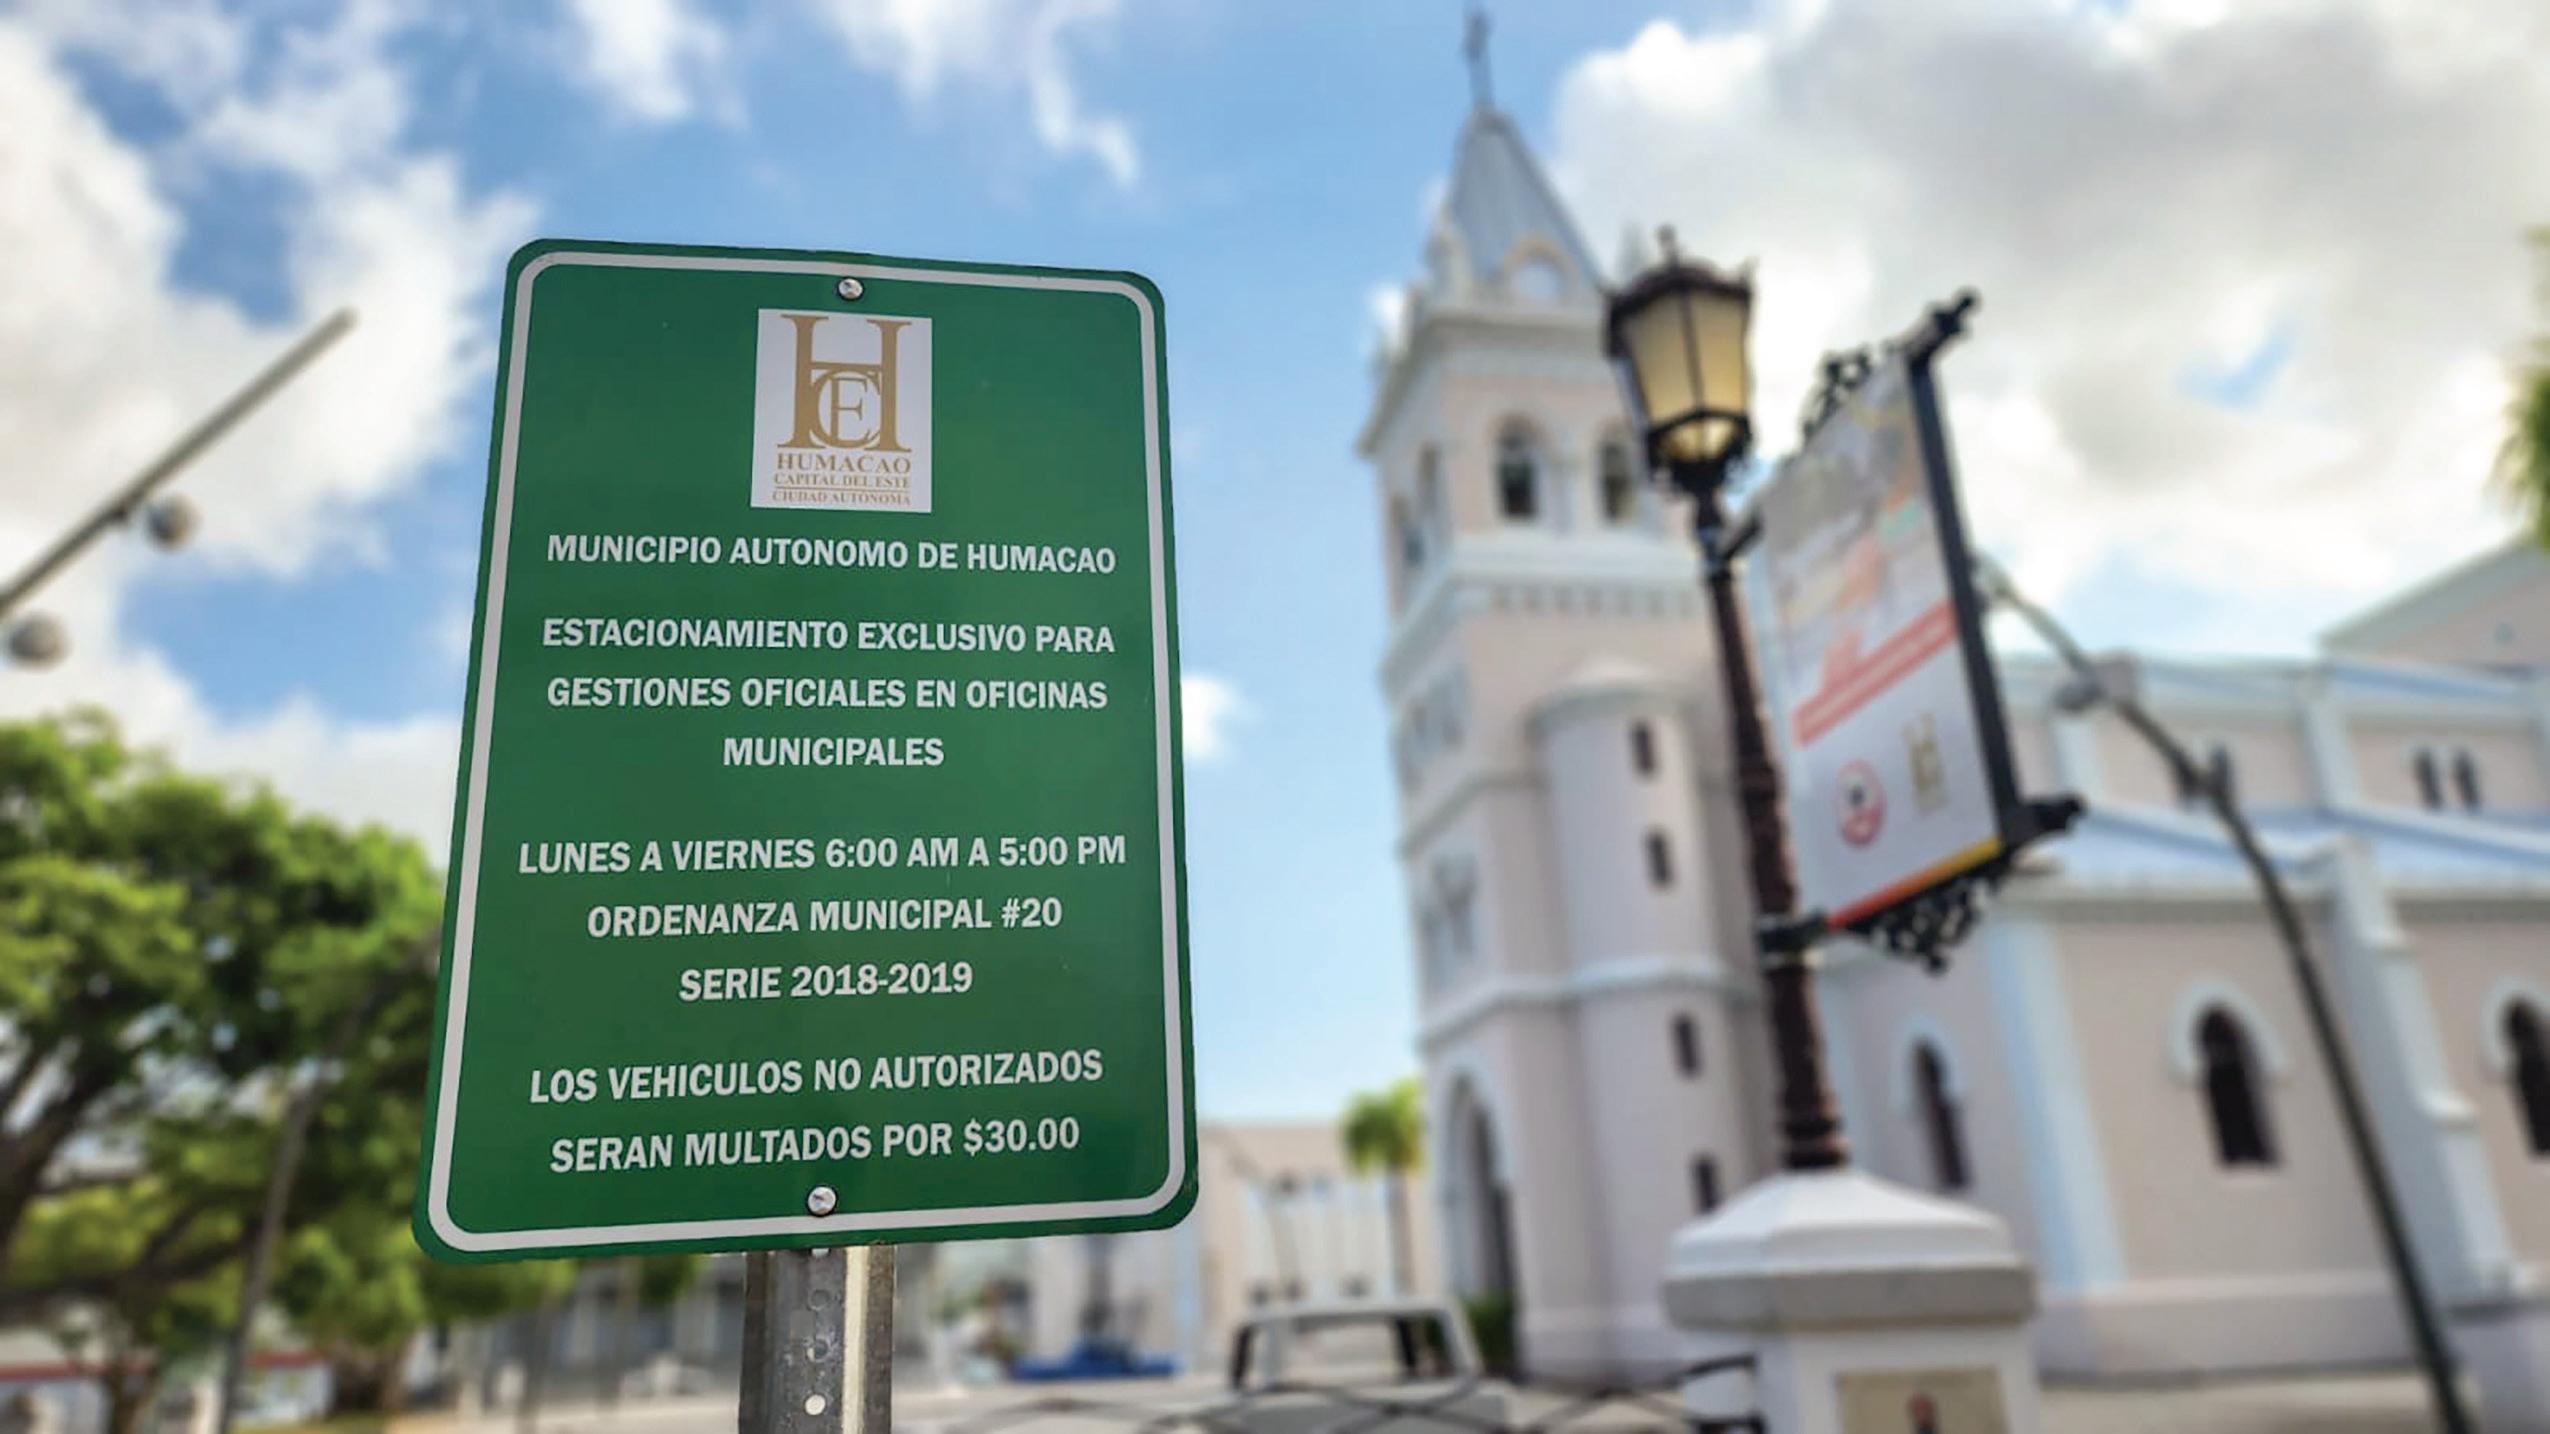 HCE
HUMACAO
CAPITAL DEL ESTE
CIUDAD AUTONOMA
MUNICIPIO AUTONOMO DE HUMACAO
ESTACIONAMIENTO EXCLUSIVO PARA
GESTIONES OFICIALES EN OFICINAS
MUNICIPALES
LUNES A VIERNES 6:00 AM A 5:00 PM
ORDENANZA MUNICIPAL #20
SERIE 2018-2019
LOS VEHICULOS NO AUTORIZADOS
SERAN MULTADOS POR $30.00